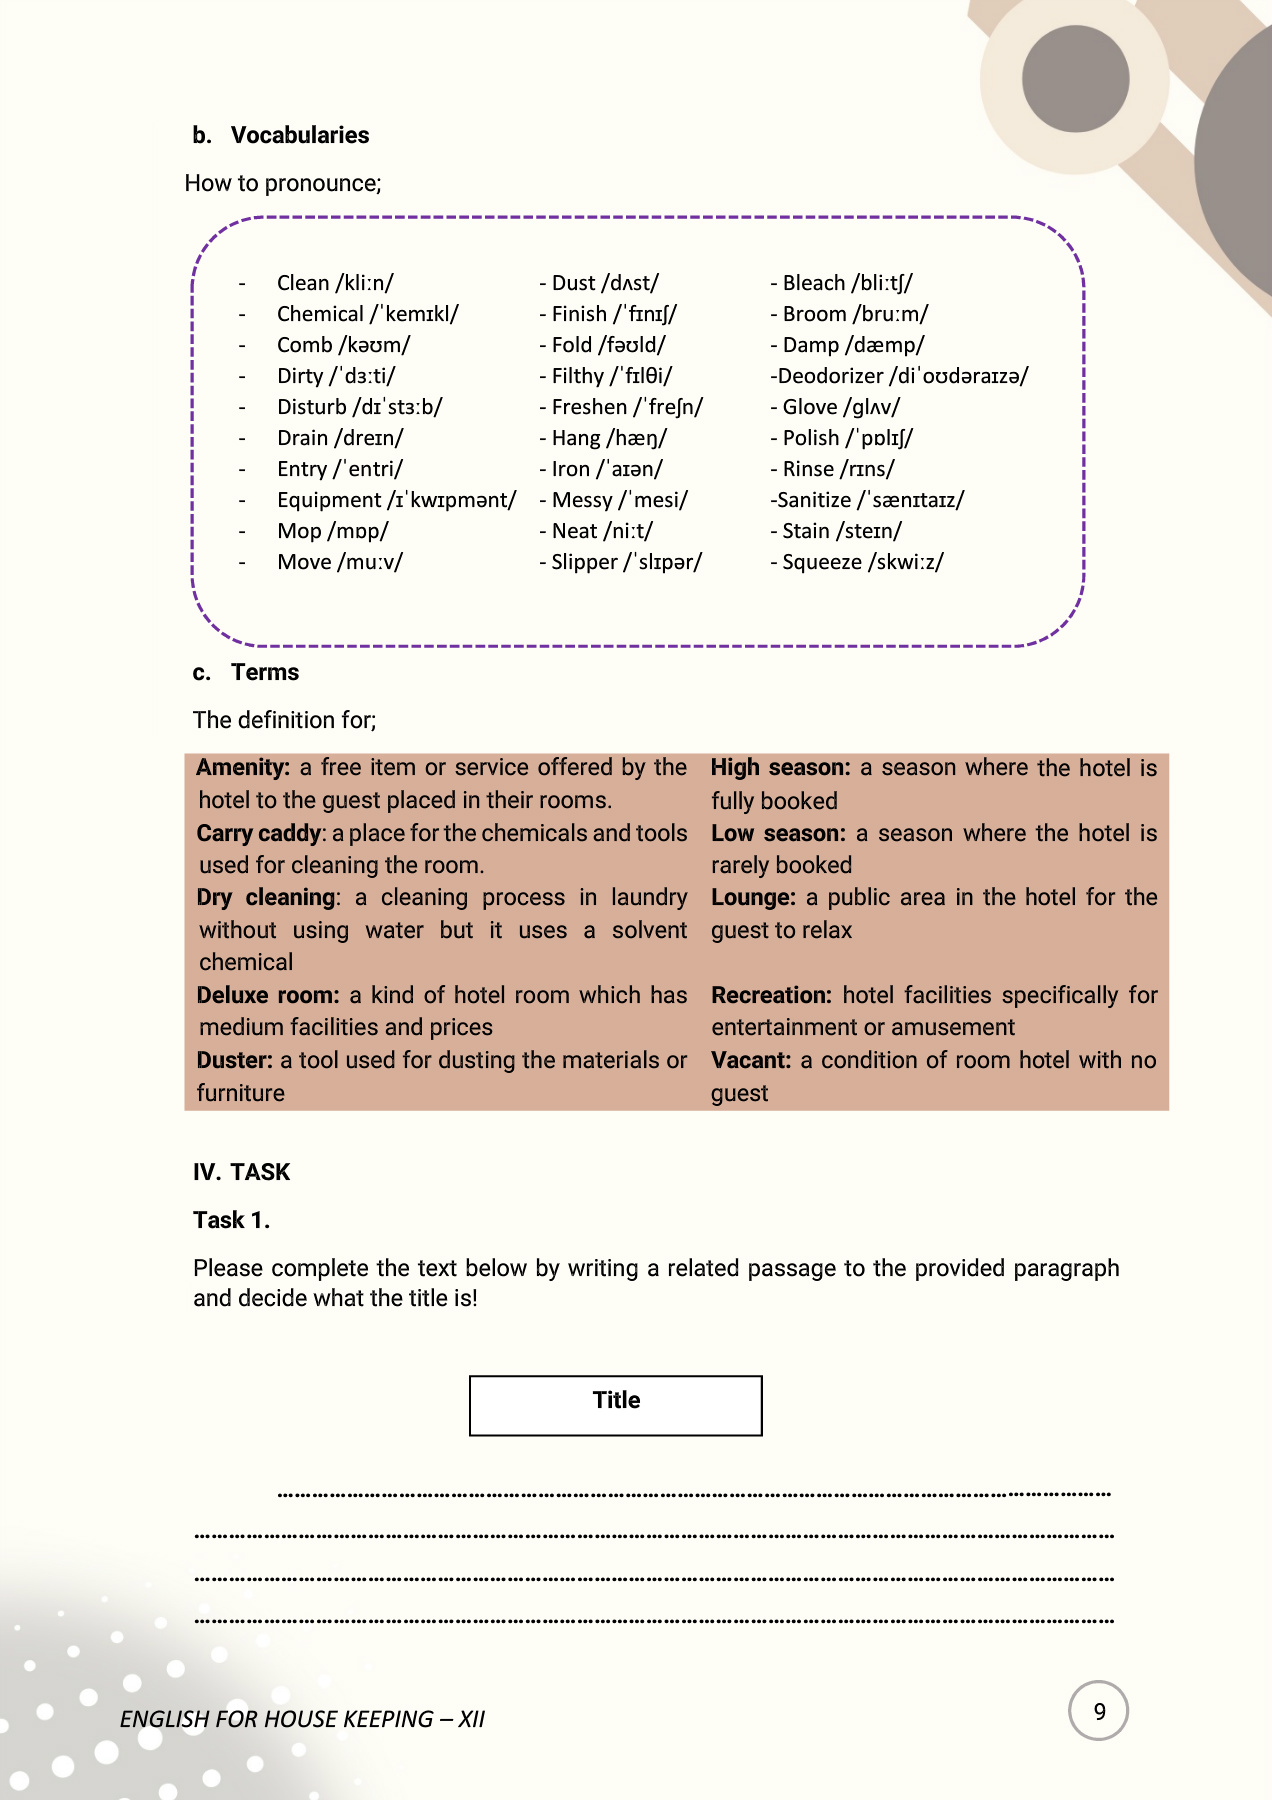 b. Vocabularies
How to pronounce;
- Clean /kliːn/ - Dust /dʌst/ - Bleach /bliːtʃ/
- Chemical /ˈkemɪkl/ - Finish /ˈfɪnɪʃ/ - Broom /bruːm/
- Comb /kəʊm/ - Fold /fəʊld/ - Damp /dæmp/
- Dirty /ˈdɜːti/ - Filthy /ˈfɪlθi/ -Deodorizer /diˈoʊdəraɪzə/
- Disturb /dɪˈstɜːb/ - Freshen /ˈfreʃn/ - Glove /ɡlʌv/
- Drain /dreɪn/ - Hang /hæŋ/ - Polish /ˈpɒlɪʃ/
- Entry /ˈentri/ - Iron /ˈaɪən/ - Rinse /rɪns/
- Equipment /ɪˈkwɪpmənt/ - Messy /ˈmesi/ -Sanitize /ˈsænɪtaɪz/
- Mop /mɒp/ - Neat /niːt/ - Stain /steɪn/
- Move /muːv/ - Slipper /ˈslɪpər/ - Squeeze /skwiːz/
c. Terms
The definition for;
Amenity: a free item or service offered by the
hotel to the guest placed in their rooms.
High season: a season where the hotel is
fully booked
Carry caddy: a place for the chemicals and tools
used for cleaning the room.
Low season: a season where the hotel is
rarely booked
Dry cleaning: a cleaning process in laundry
without using water but it uses a solvent
chemical
Lounge: a public area in the hotel for the
guest to relax
Deluxe room: a kind of hotel room which has
medium facilities and prices
Recreation: hotel facilities specifically for
entertainment or amusement
Duster: a tool used for dusting the materials or
furniture
Vacant: a condition of room hotel with no
guest
IV. TASK
Task 1.
Please complete the text below by writing a related passage to the provided paragraph
and decide what the title is!
Title
ENGLISH FOR HOUSE KEEPING – XII
9